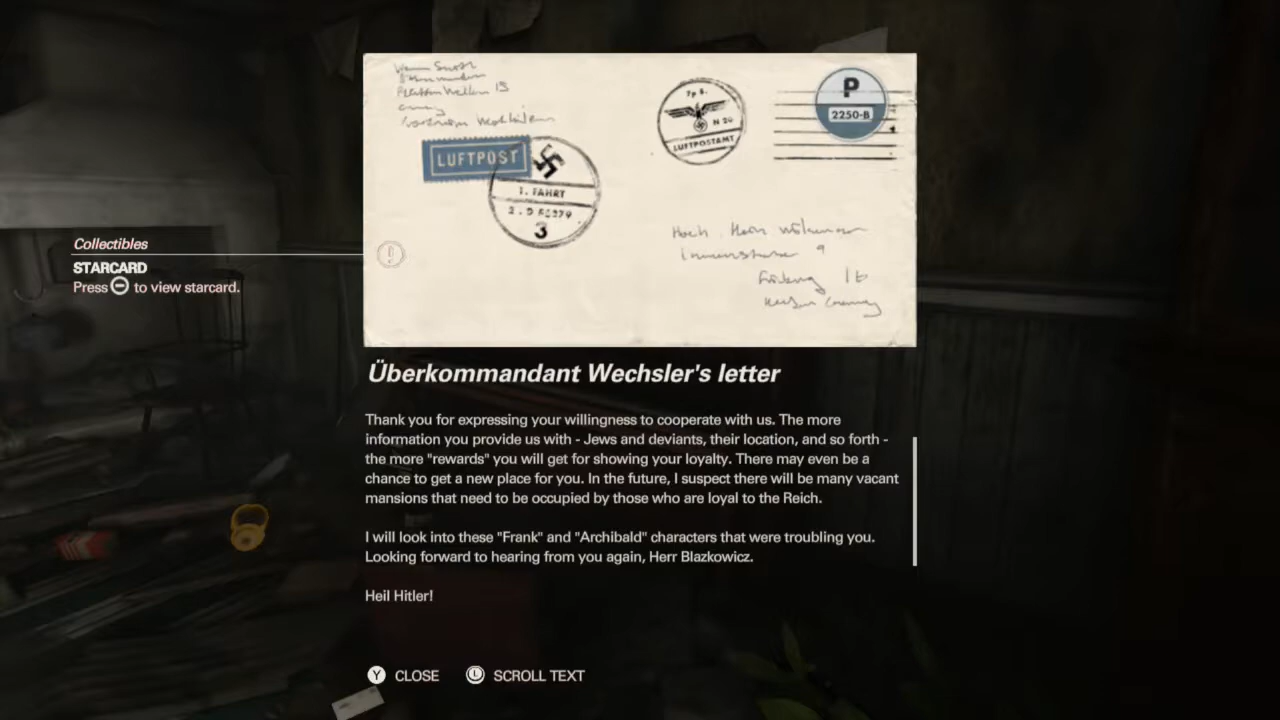 LUFTPOST
1. FAHRT
3
N 20
LUFTPOSTAMT
P
2250-B
Collectibles
STARCARD
Press to view starcard.
Überkommandant Wechsler's letter
Thank you for expressing your willingness to cooperate with us. The more
information you provide us with - Jews and deviants, their location, and so forth -
the more "rewards" you will get for showing your loyalty. There may even be a
chance to get a new place for you. In the future, I suspect there will be many vacant
mansions that need to be occupied by those who are loyal to the Reich.
I will look into these "Frank" and "Archibald" characters that were troubling you.
Looking forward to hearing from you again, Herr Blazkowicz.
Heil Hitler!
Y CLOSE L SCROLL TEXT